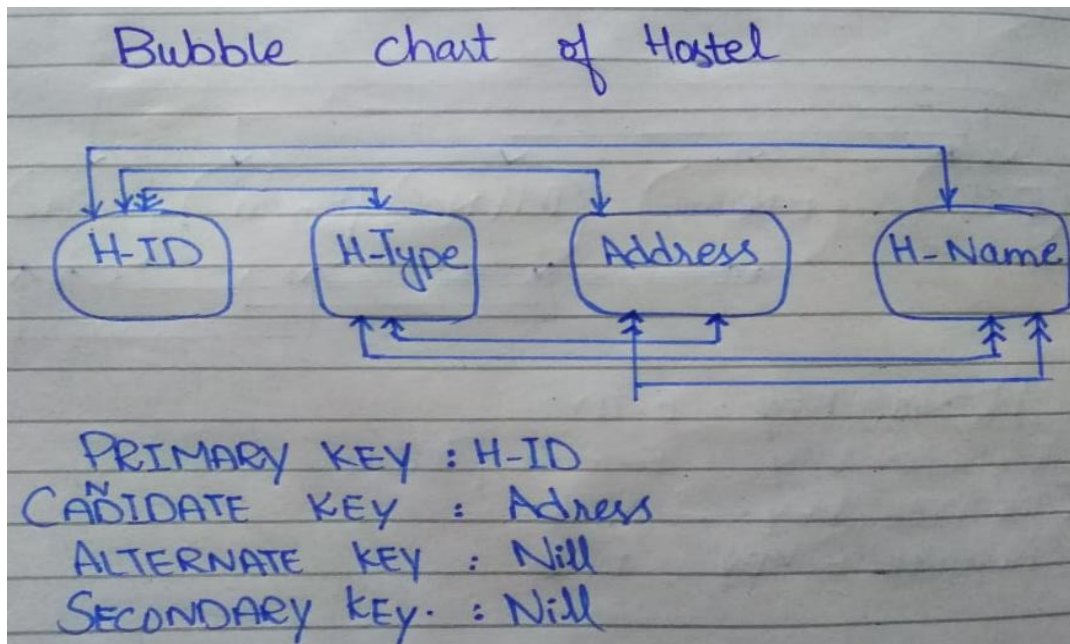 Bubble chart of Hostel
H-ID H-Type Address H-Name
PRIMARY KEY : H-ID
CAÑDIDATE KEY : Adress
ALTERNATE KEY : Nill
SECONDARY KEY. : Nill